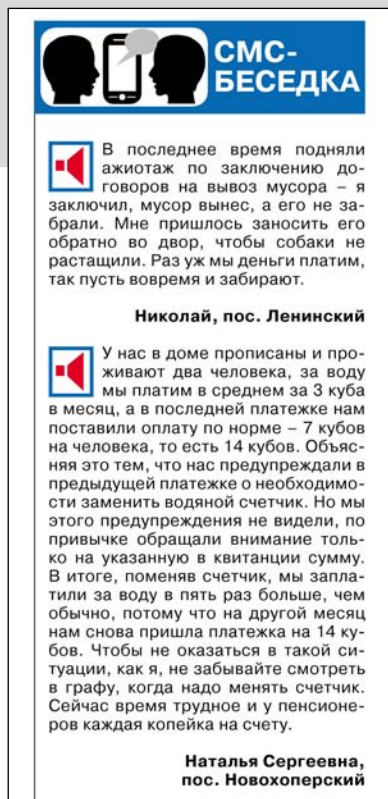 СМС-
БЕСЕДКА
В последнее время подняли
ажиотаж по заключению до-
говоров на вывоз мусора – я
заключил, мусор вынес, а его не за-
брали. Мне пришлось заносить его
обратно во двор, чтобы собаки не
растащили. Раз уж мы деньги платим,
так пусть вовремя и забирают.
Николай, пос. Ленинский
У нас в доме прописаны и про-
живают два человека, за воду
мы платим в среднем за 3 куба
в месяц, а в последней платежке нам
поставили оплату по норме – 7 кубов
на человека, то есть 14 кубов. Объяс-
няя это тем, что нас предупреждали в
предыдущей платежке о необходимо-
сти заменить водяной счетчик. Но мы
этого предупреждения не видели, по
привычке обращали внимание толь-
ко на указанную в квитанции сумму.
В итоге, поменяв счетчик, мы запла-
тили за воду в пять раз больше, чем
обычно, потому что на другой месяц
нам снова пришла платежка на 14 ку-
бов. Чтобы не оказаться в такой си-
туации, как я, не забывайте смотреть
в графу, когда надо менять счетчик.
Сейчас время трудное и у пенсионе-
ров каждая копейка на счету.
Наталья Сергеевна,
пос. Новохоперский